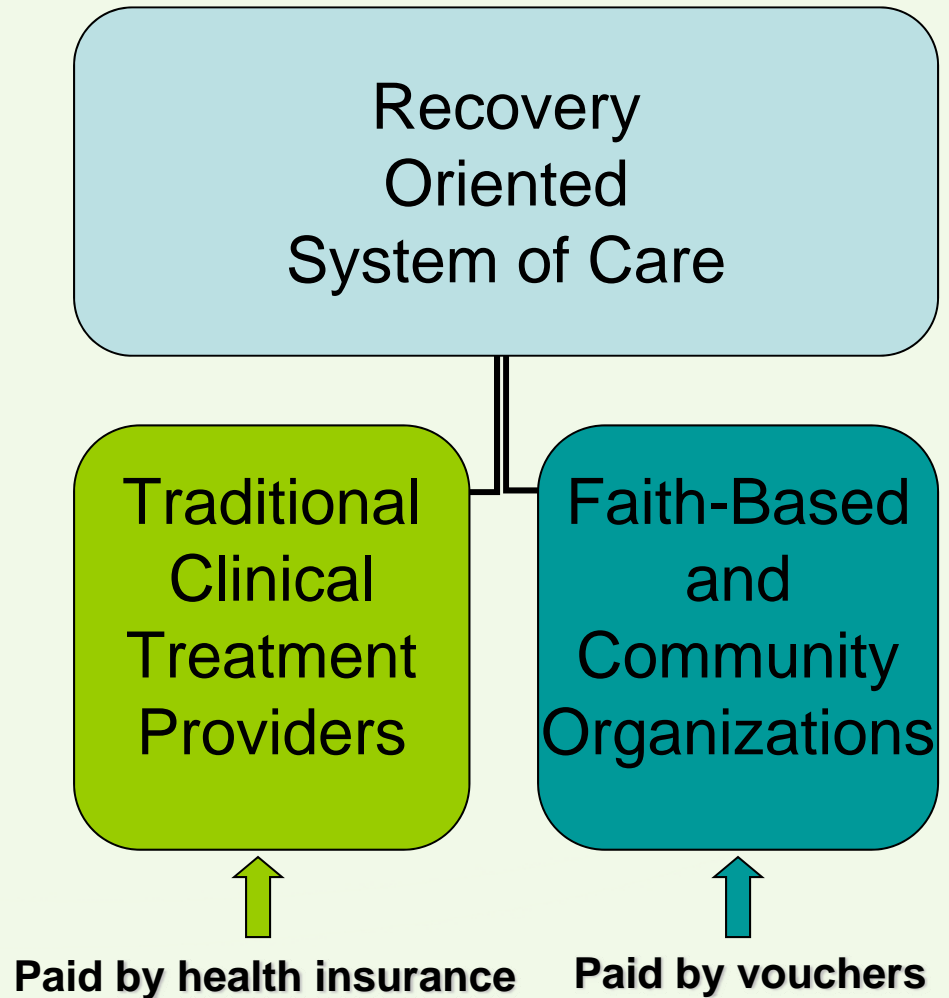 Recovery
Oriented
System of Care
Traditional
Clinical
Treatment
Providers
Faith-Based
and
Community
Organizations
Paid by health insurance
Paid by vouchers